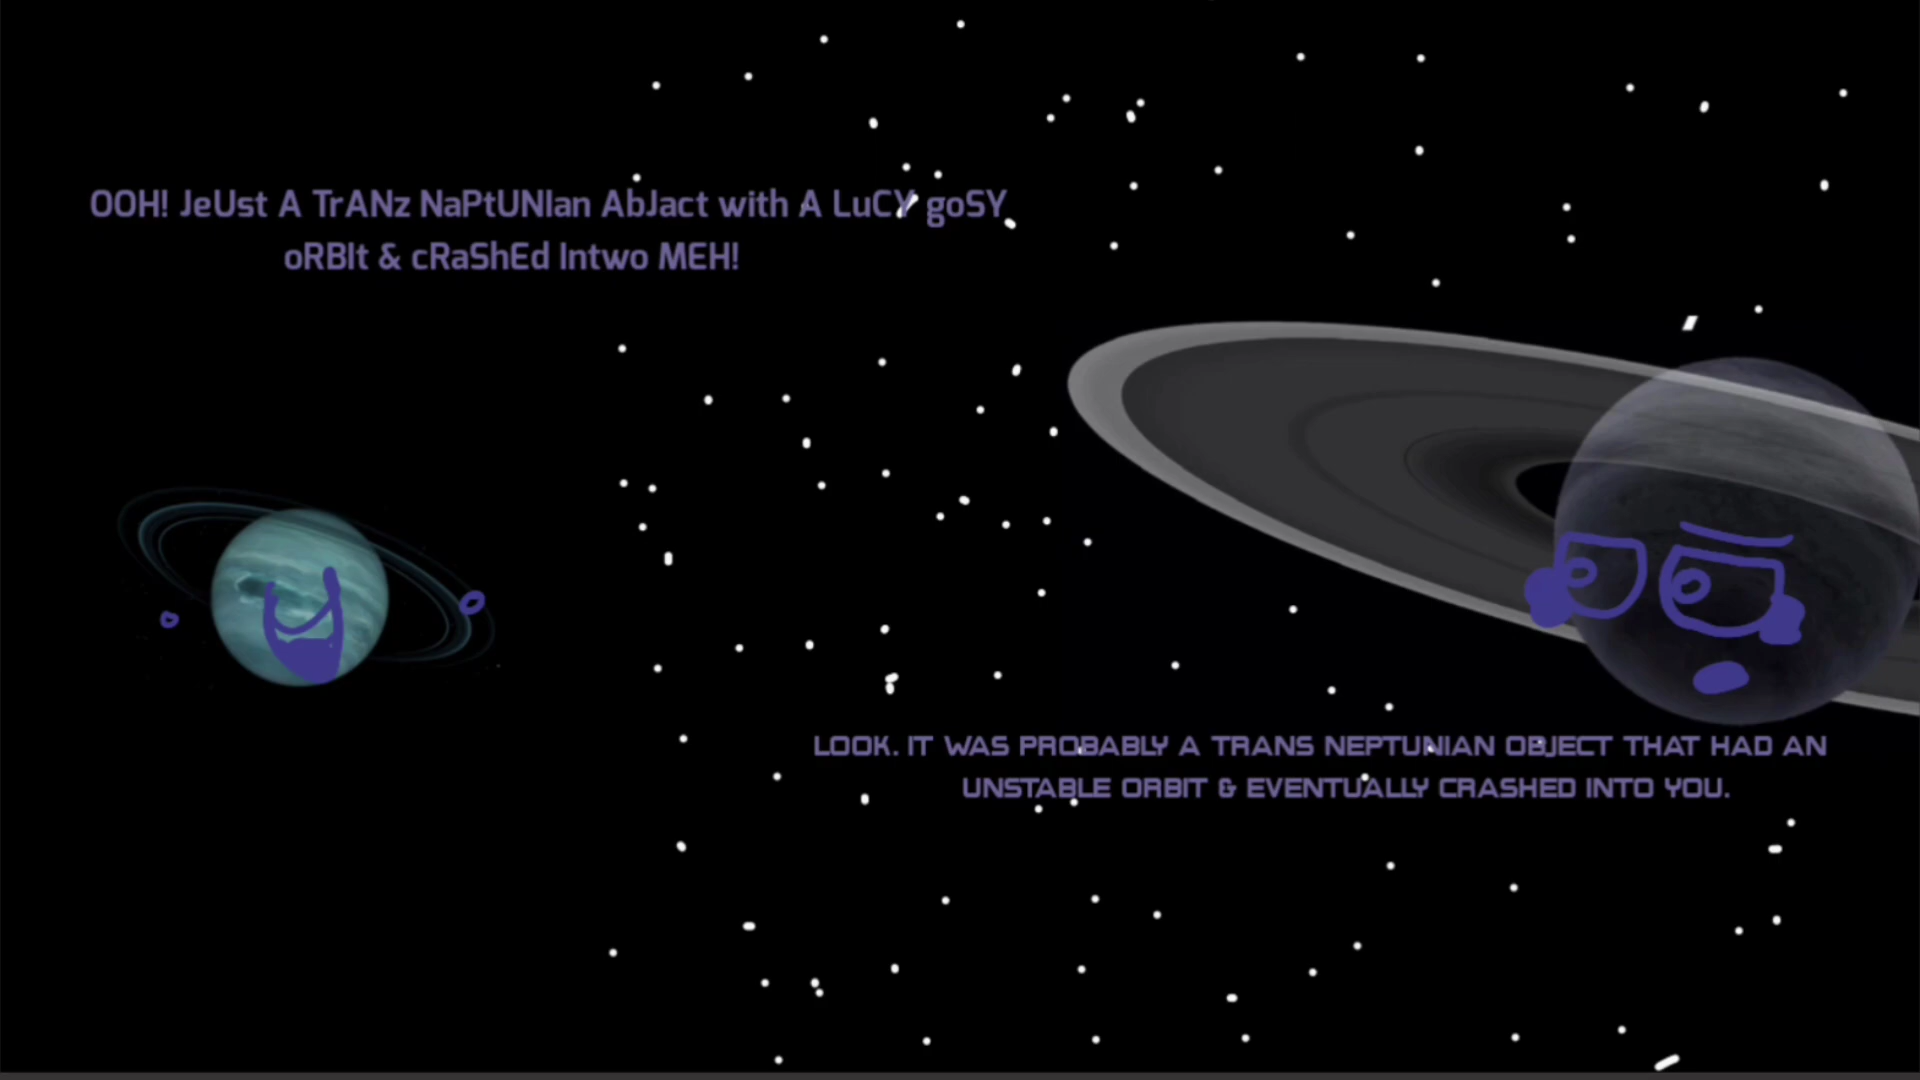 OOH! JeUst A TrANz NaPtUNIan AbJact with A LuCY goSY
oRBIt & cRaShEd Intwo MEH!
LOOK. IT WAS PROBABLY A TRANS NEPTUNIAN OBJECT THAT HAD AN
UNSTABLE ORBIT & EVENTUALLY CRASHED INTO YOU.